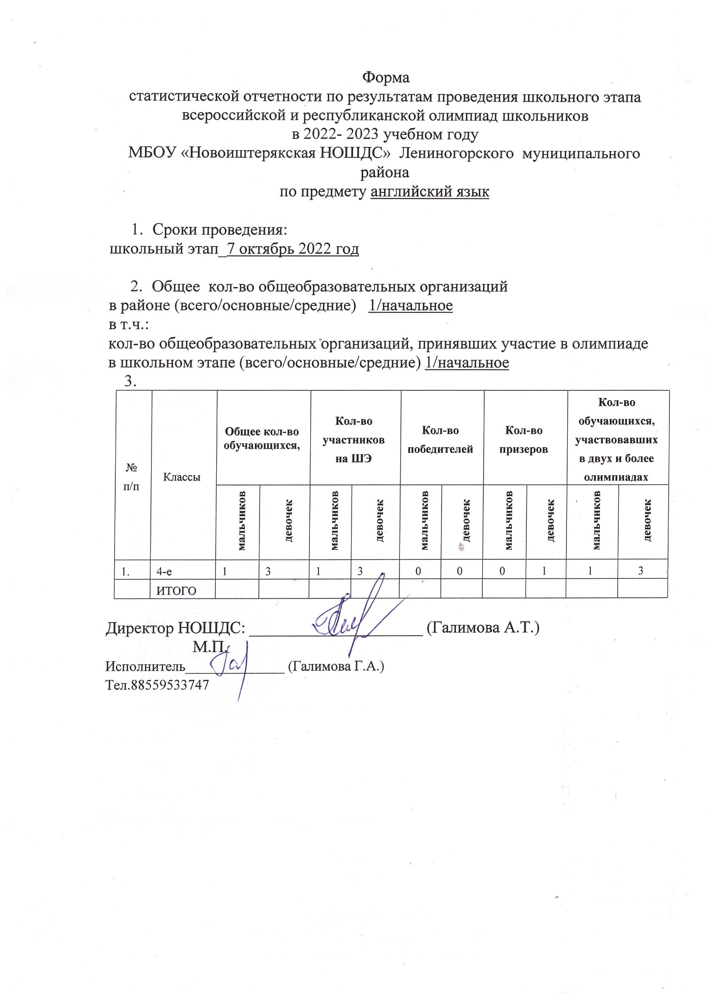 Форма
статистической отчетности по результатам проведения школьного этапа
всероссийской и республиканской олимпиад школьников
в 2022- 2023 учебном году
МБОУ «Новоиштерякская НОШДС»  Лениногорского  муниципального
района
по предмету английский язык
1. Сроки проведения:
школьный этап_7 октябрь 2022 год
2. Общее  кол-во общеобразовательных организаций
в районе (всего/основные/средние)   1/начальное
в т.ч.:
кол-во общеобразовательных организаций, принявших участие в олимпиаде
в школьном этапе (всего/основные/средние) 1/начальное
3.
№ п/п Классы Общее кол-во обучающихся, Кол-во участников на ШЭ Кол-во победителей Кол-во призеров Кол-во обучающихся, участвовавших в двух и более олимпиадах
мальчиков девочек мальчиков девочек мальчиков девочек мальчиков девочек мальчиков девочек
1. 4-е 1 3 1 3 0 0 0 1 1 3
ИТОГО
Директор НОШДС: ______________________ (Галимова А.Т.)
М.П.
Исполнитель______________ (Галимова Г.А.)
Тел.88559533747